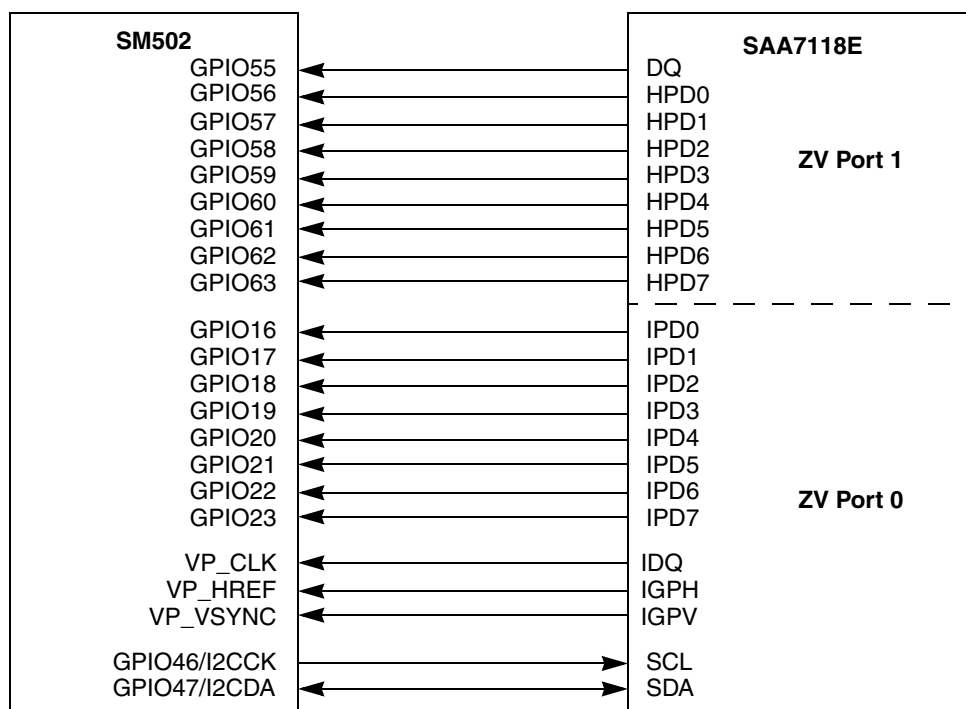 SM502 SAA7118E
GPIO55 DQ
GPIO56 HPD0
GPIO57 HPD1
GPIO58 HPD2 ZV Port 1
GPIO59 HPD3
GPIO60 HPD4
GPIO61 HPD5
GPIO62 HPD6
GPIO63 HPD7
GPIO16 IPD0
GPIO17 IPD1
GPIO18 IPD2
GPIO19 IPD3
GPIO20 IPD4
GPIO21 IPD5
GPIO22 IPD6 ZV Port 0
GPIO23 IPD7
VP_CLK IDQ
VP_HREF IGPH
VP_VSYNC IGPV
GPIO46/I2CCK SCL
GPIO47/I2CDA SDA